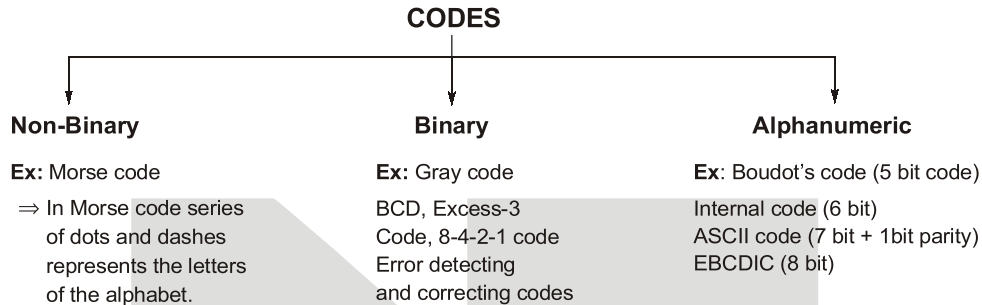 CODES
Non-Binary
Ex: Morse code
⇒ In Morse code series
of dots and dashes
represents the letters
of the alphabet.
Binary
Ex: Gray code
BCD, Excess-3
Code, 8-4-2-1 code
Error detecting
and correcting codes
Alphanumeric
Ex: Boudot's code (5 bit code)
Internal code (6 bit)
ASCII code (7 bit + 1bit parity)
EBCDIC (8 bit)